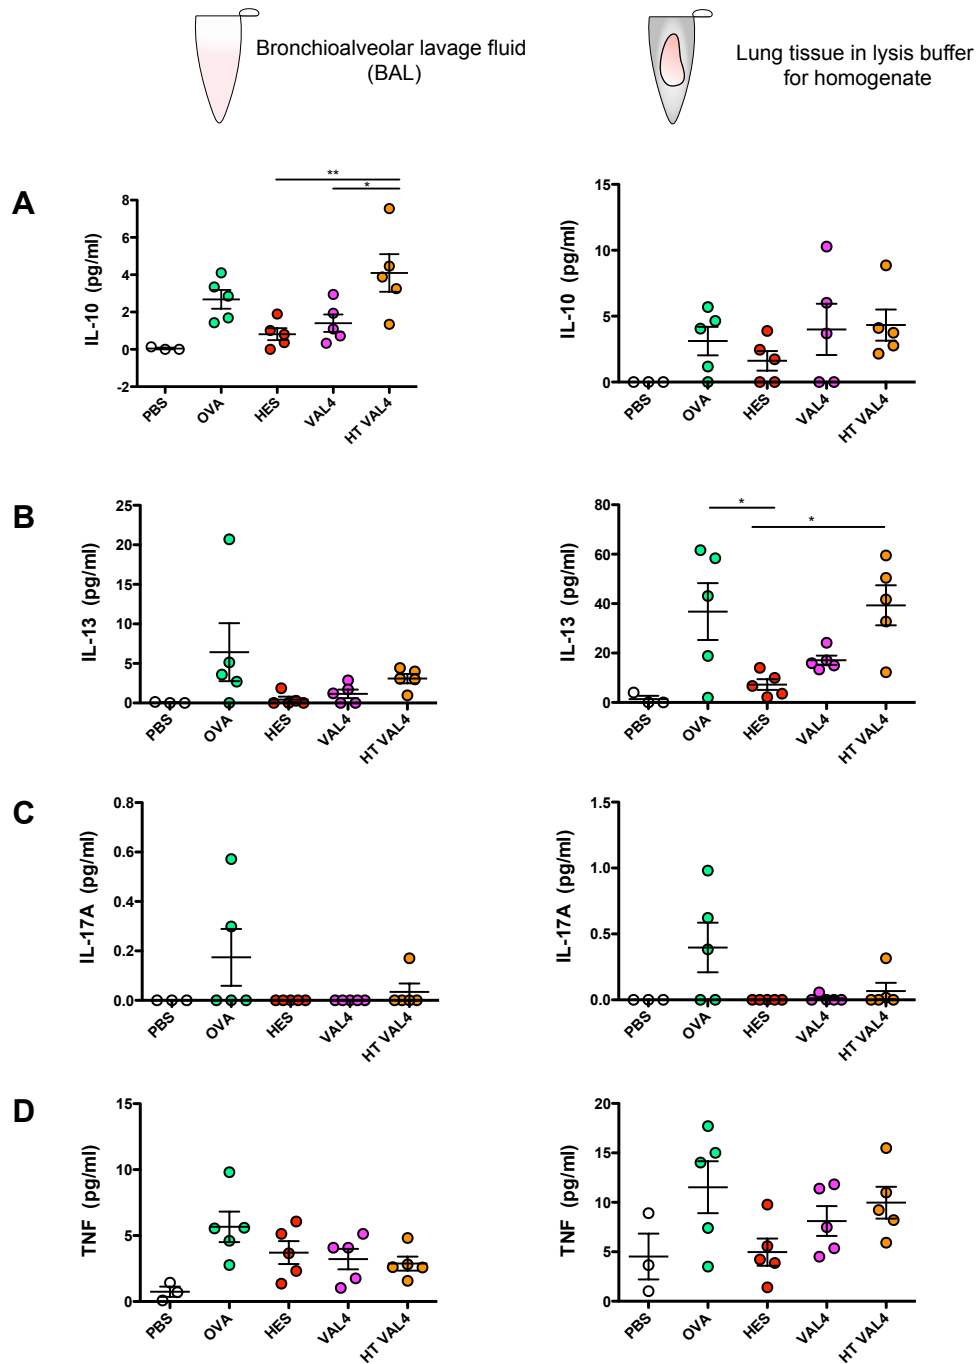 Bronchioalveolar lavage fluid
(BAL)
Lung tissue in lysis buffer
for homogenate
A
IL-10 (pg/ml)
8
6
4
2
0
-2
**
*
PBS
OVA
HES
VAL4
HT VAL4
IL-10 (pg/ml)
15
10
5
0
PBS
OVA
HES
VAL4
HT VAL4
B
IL-13 (pg/ml)
25
20
15
10
5
0
PBS
OVA
HES
VAL4
HT VAL4
IL-13 (pg/ml)
80
60
40
20
0
*
*
PBS
OVA
HES
VAL4
HT VAL4
C
IL-17A (pg/ml)
0.8
0.6
0.4
0.2
0.0
PBS
OVA
HES
VAL4
HT VAL4
IL-17A (pg/ml)
1.5
1.0
0.5
0.0
PBS
OVA
HES
VAL4
HT VAL4
D
TNF (pg/ml)
15
10
5
0
PBS
OVA
HES
VAL4
HT VAL4
TNF (pg/ml)
20
15
10
5
0
PBS
OVA
HES
VAL4
HT VAL4